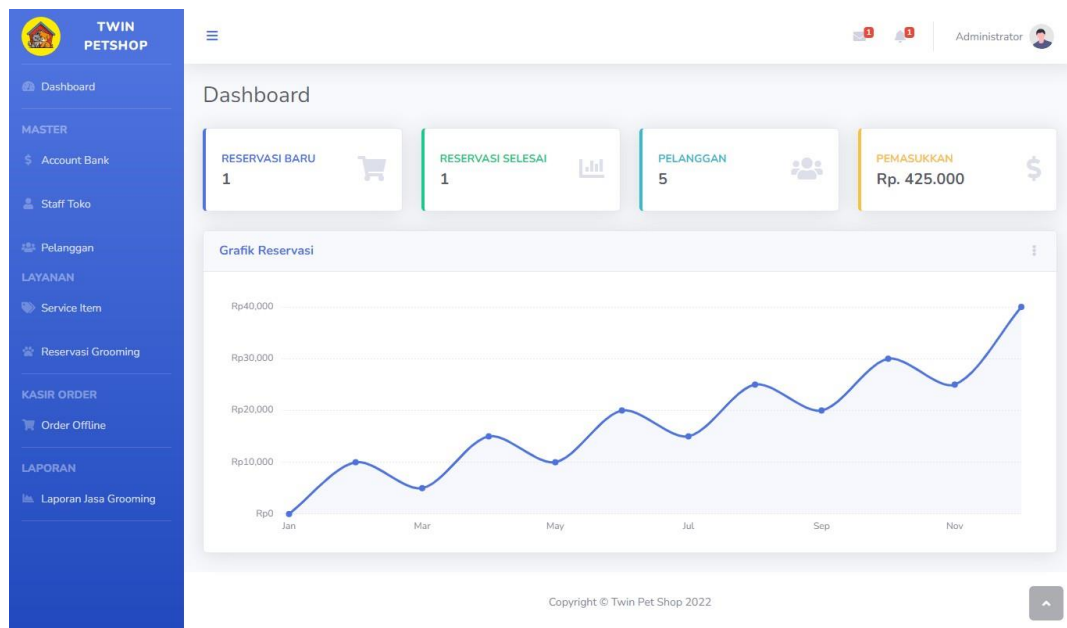 TWIN
PETSHOP
1
1
Administrator
Dashboard
MASTER
$ Account Bank
Staff Toko
Pelanggan
LAYANAN
Service Item
Reservasi Grooming
KASIR ORDER
Order Offline
LAPORAN
Laporan Jasa Grooming
Dashboard
RESERVASI BARU
1
RESERVASI SELESAI
1
PELANGGAN
5
PEMASUKKAN
Rp. 425.000
$
Grafik Reservasi
Rp40,000
Rp30,000
Rp20,000
Rp10,000
Rp0
Jan Mar May Jul Sep Nov
Copyright © Twin Pet Shop 2022